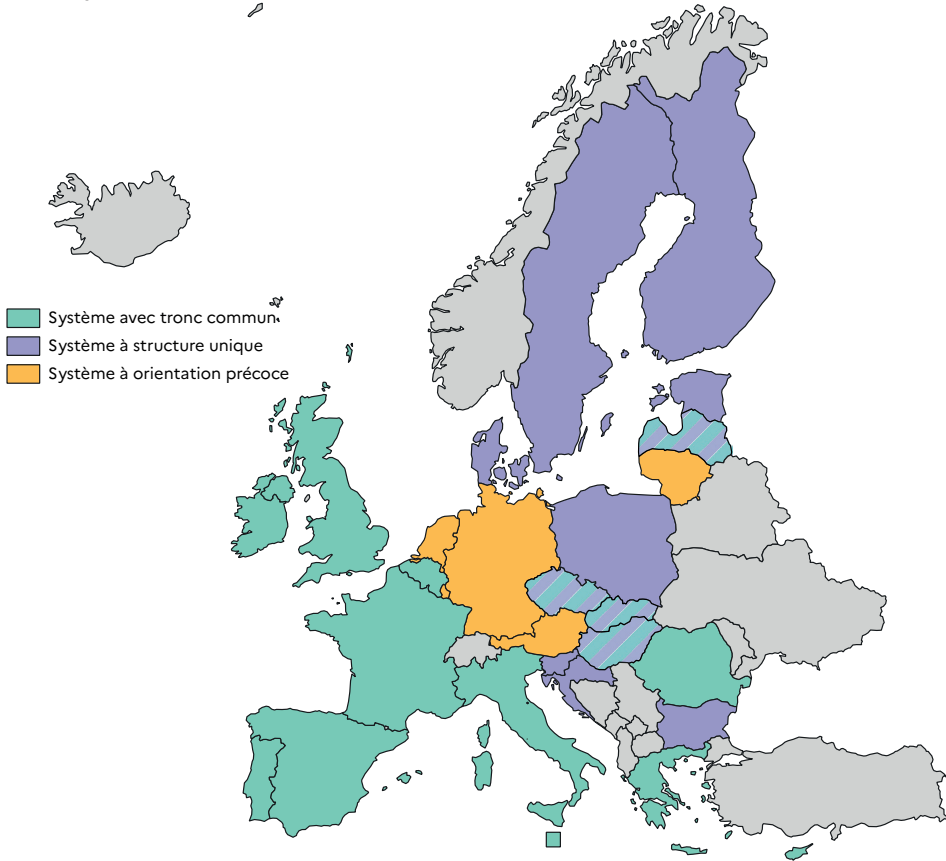 Système avec tronc commun
Système à structure unique
Système à orientation précoce